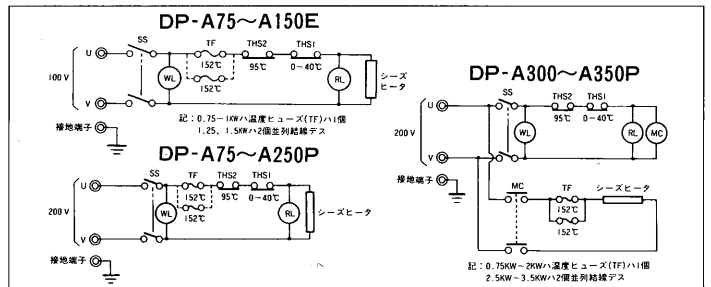 DP-A75～A150E
U
SS
TF
THS2
THS1
152℃
95℃
0～40℃
152℃
WL
RL
シーズ
ヒータ
100V
V
接地端子
記：0.75～1KWハ温度ヒューズ(TF)ハ1個
1.25、1.5KWハ2個並列結線デス
DP-A75～A250P
U
SS
TF
THS2
THS1
152℃
95℃
0～40℃
152℃
WL
RL
シーズヒータ
200V
V
接地端子
DP-A300～A350P
U
SS
THS2
THS1
95℃
0～40℃
WL
RL
MC
200V
V
接地端子
MC
TF
シーズヒータ
152℃
152℃
記：0.75KW～2KWハ温度ヒューズ(TF)ハ1個
2.5KW～3.5KWハ2個並列結線デス